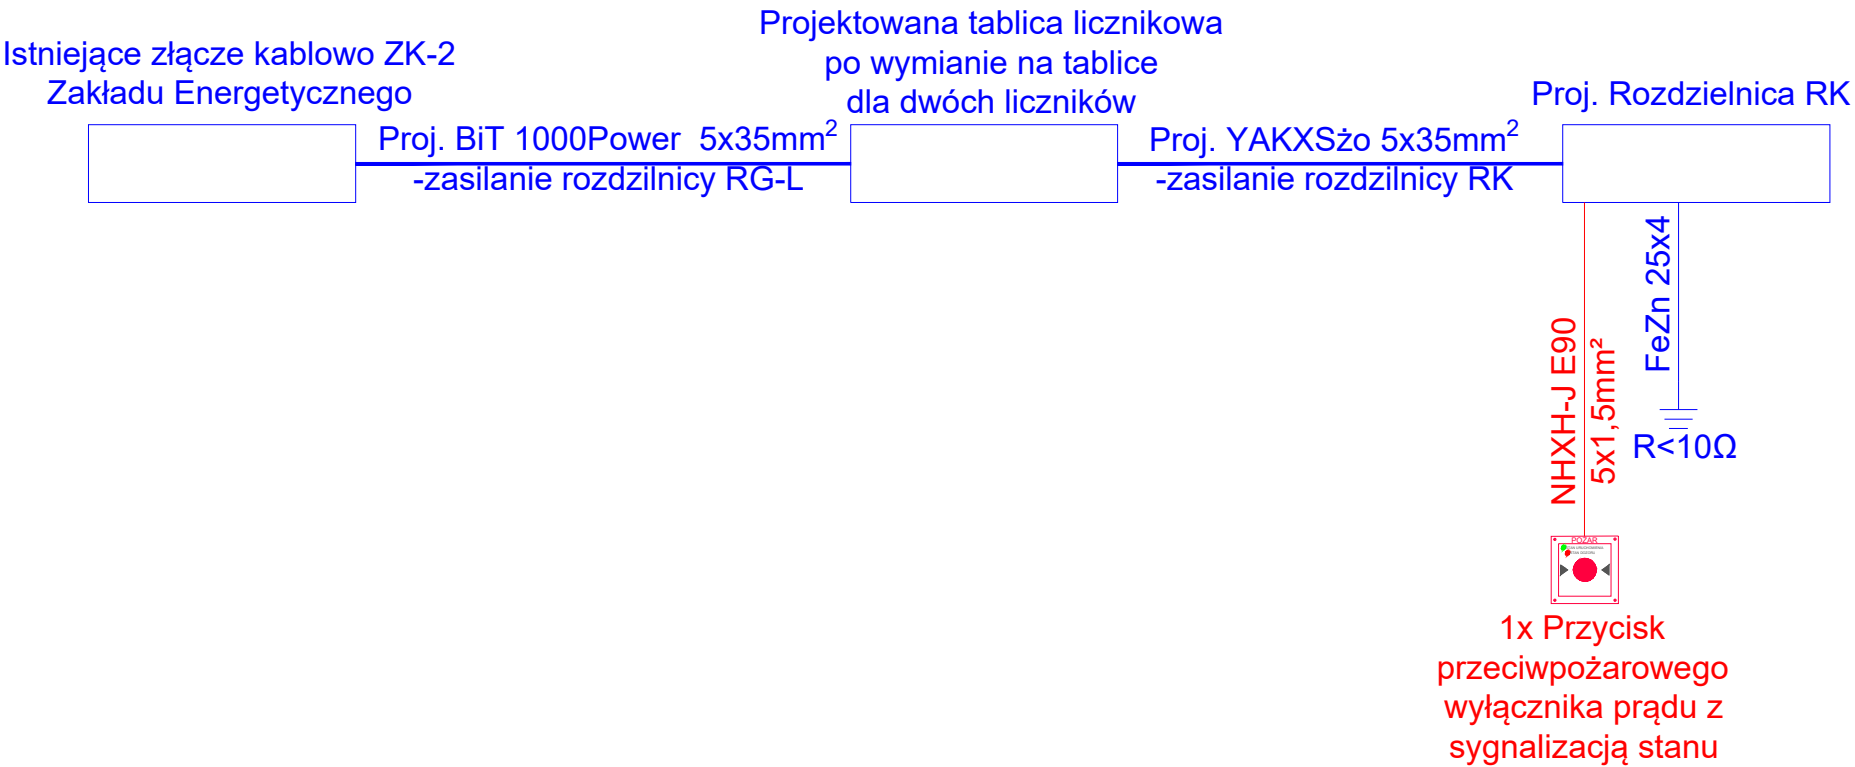 Istniejące złącze kablowo ZK-2
Zakładu Energetycznego
Proj. BiT 1000Power 5x35mm²
-zasilanie rozdzilnicy RG-L
Projektowana tablica licznikowa
po wymianie na tablice
dla dwóch liczników
Proj. YAKXSżo 5x35mm²
-zasilanie rozdzilnicy RK
Proj. Rozdzielnica RK
NHXH-J E90
5x1,5mm²
FeZn 25x4
R<10Ω
POŻAR
1x Przycisk
przeciwpożarowego
wyłącznika prądu z
sygnalizacją stanu